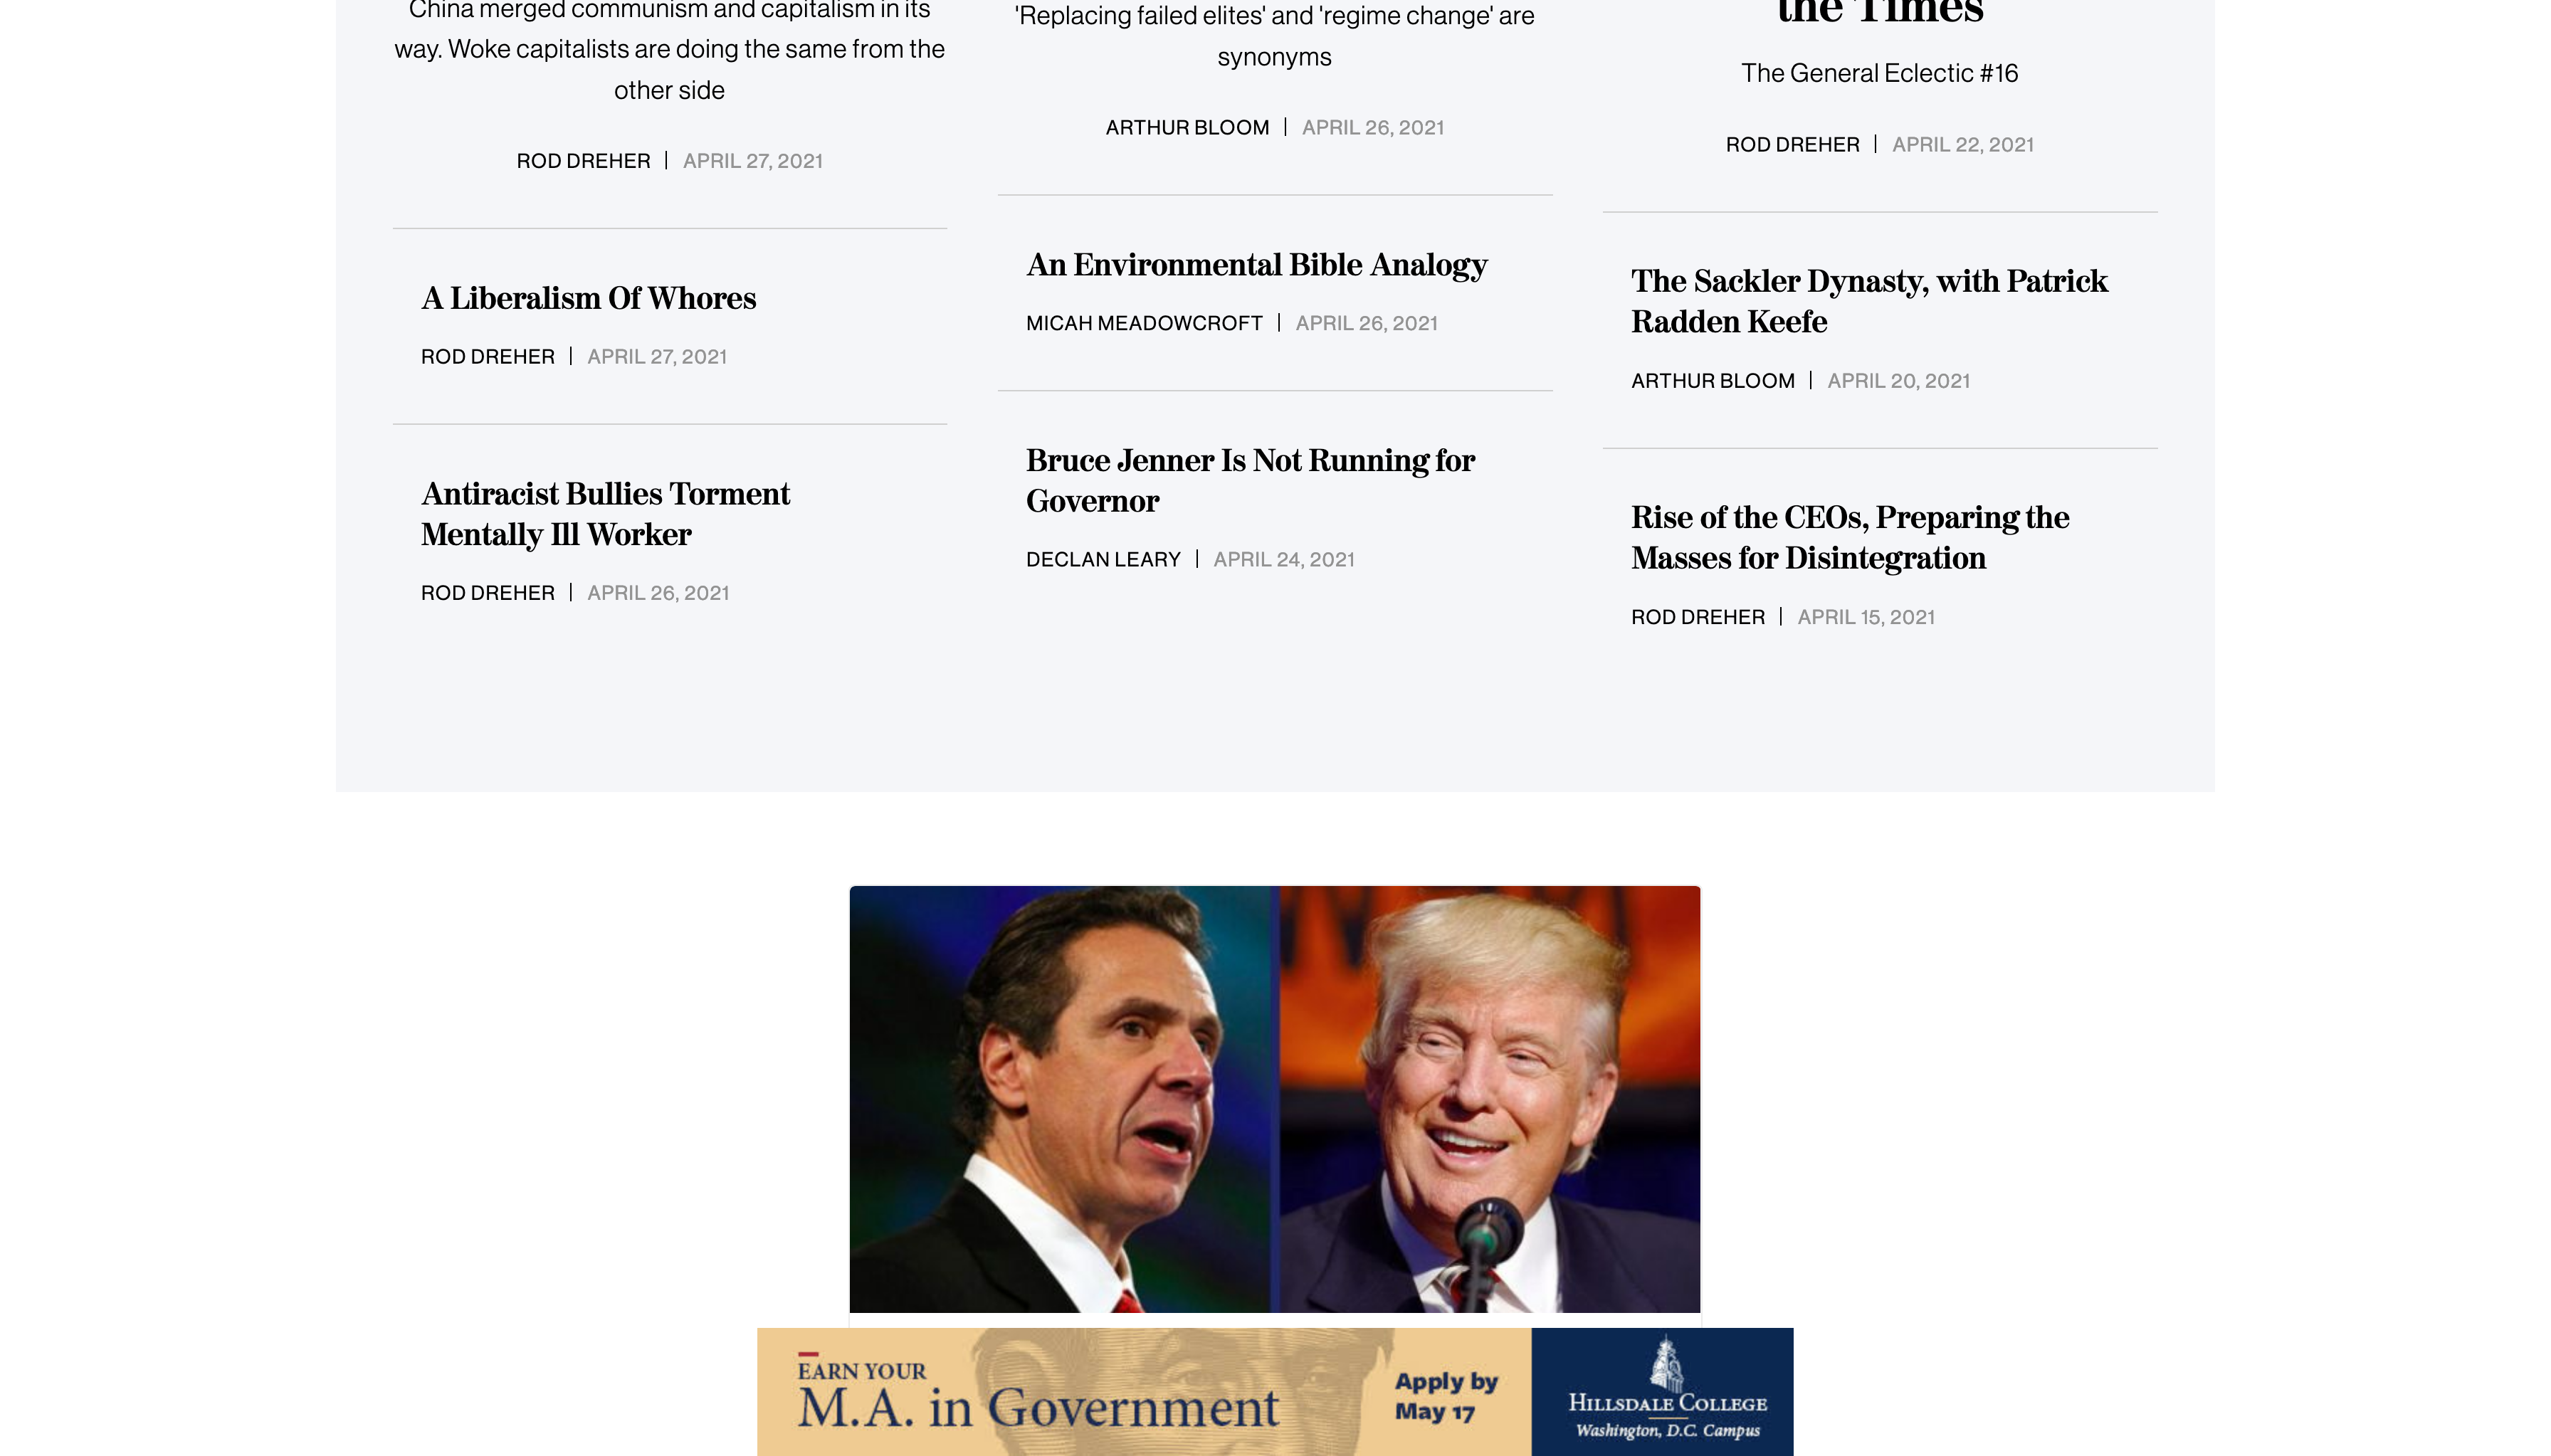 China merged communism and capitalism in its
way. Woke capitalists are doing the same from the
other side
ROD DREHER | APRIL 27, 2021
A Liberalism Of Whores
ROD DREHER | APRIL 27, 2021
Antiracist Bullies Torment
Mentally Ill Worker
ROD DREHER | APRIL 26, 2021
'Replacing failed elites' and 'regime change' are
synonyms
ARTHUR BLOOM | APRIL 26, 2021
An Environmental Bible Analogy
MICAH MEADOWCROFT | APRIL 26, 2021
Bruce Jenner Is Not Running for
Governor
DECLAN LEARY | APRIL 24, 2021
the Times
The General Eclectic #16
ROD DREHER | APRIL 22, 2021
The Sackler Dynasty, with Patrick
Radden Keefe
ARTHUR BLOOM | APRIL 20, 2021
Rise of the CEOs, Preparing the
Masses for Disintegration
ROD DREHER | APRIL 15, 2021
EARN YOUR
M.A. in Government
Apply by
May 17
HILLSDALE COLLEGE
Washington, D.C. Campus